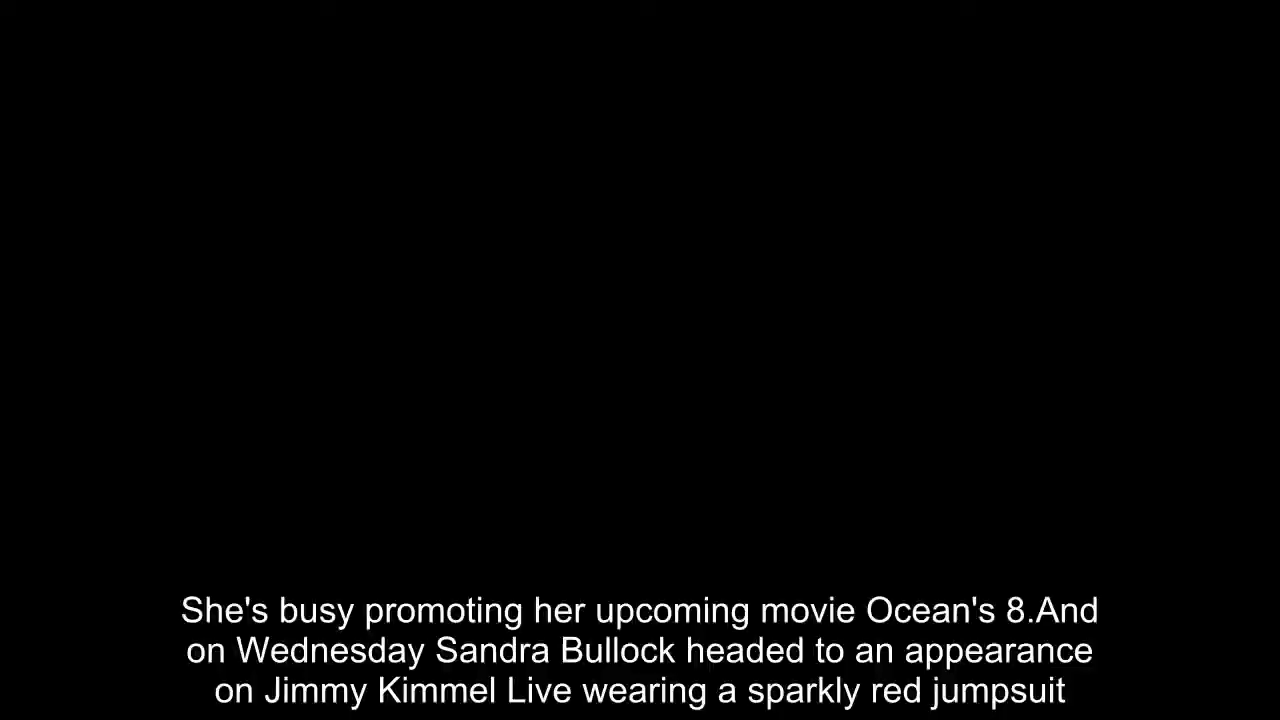 She's busy promoting her upcoming movie Ocean's 8.And
on Wednesday Sandra Bullock headed to an appearance
on Jimmy Kimmel Live wearing a sparkly red jumpsuit